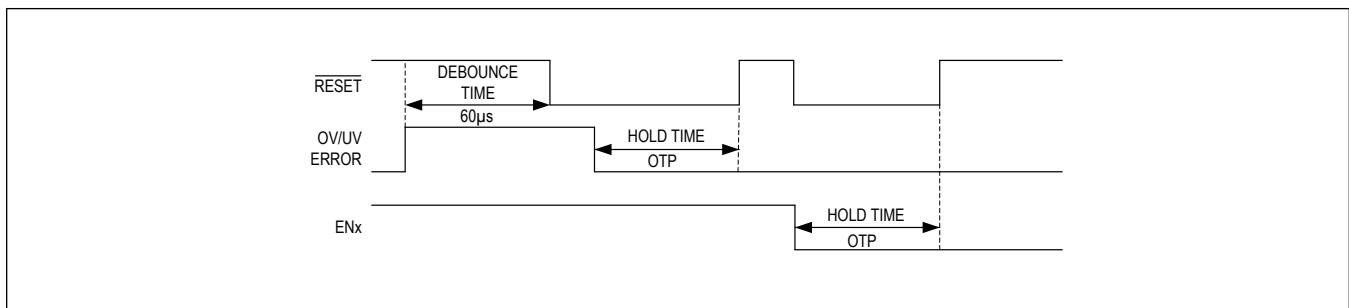 RESET
DEBOUNCE
TIME
60µs
OV/UV
ERROR
HOLD TIME
OTP
ENx
HOLD TIME
OTP